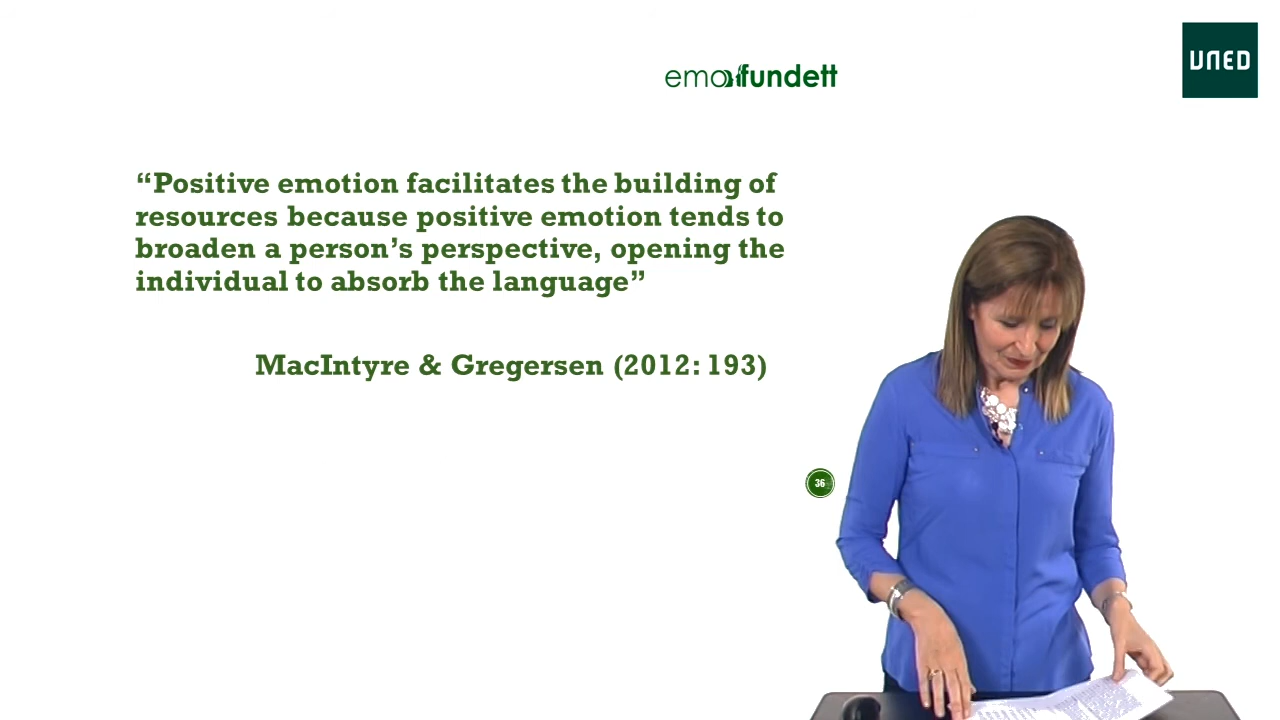 emotfundett
UNED
“Positive emotion facilitates the building of
resources because positive emotion tends to
broaden a person’s perspective, opening the
individual to absorb the language”
MacIntyre & Gregersen (2012: 193)
36